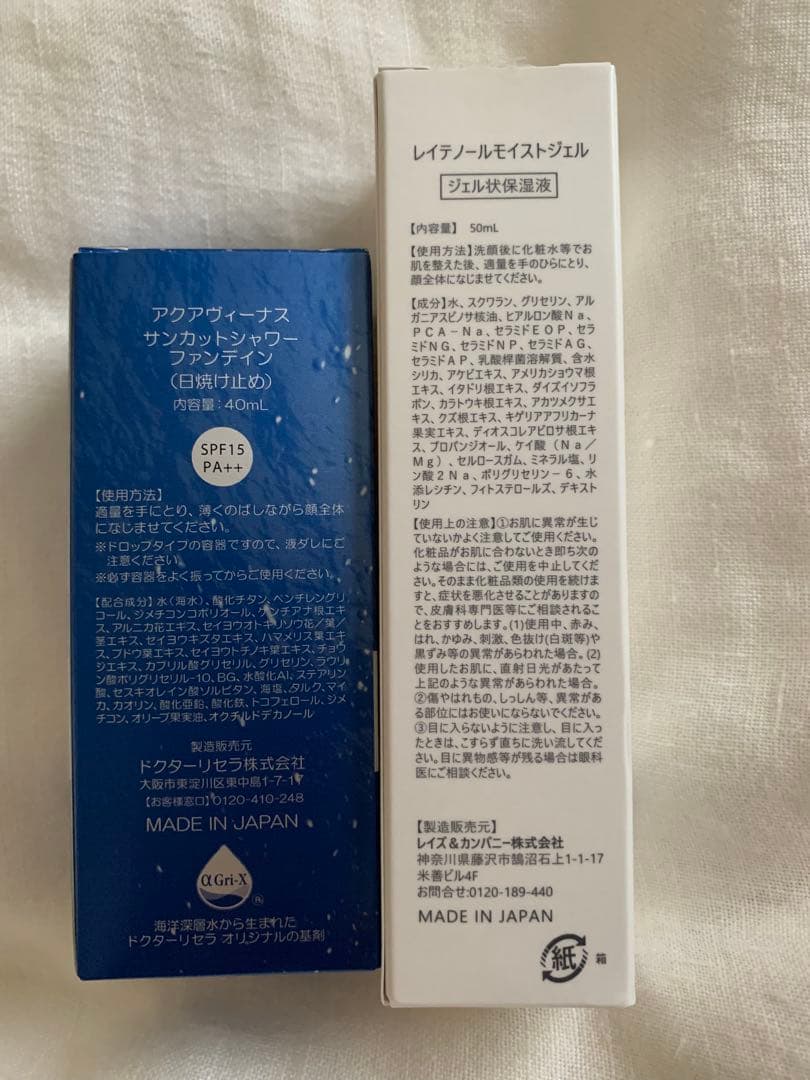 アクアヴィーナス
サンカットシャワー
ファンデイン
(日焼け止め)
内容量：40mL
SPF15
PA++
【使用方法】
適量を手にとり、薄くのばしながら顔全体
になじませてください。
※ドロップタイプの容器ですので、液ダレにご
注意ください。
※必ず容器をよく振ってからご使用ください。
【配合成分】水(海水)、酸化チタン、ペンチレングリ
コール、ジメチコンコポリオール、ゲンチアナ根エキ
ス、アルニカ花エキス、セイヨウオトギリソウ花/葉/
茎エキス、セイヨウキズタエキス、ハマメリス葉エキ
ス、ブドウ葉エキス、セイヨウトチノキ葉エキス、チョウ
ジエキス、カプリル酸グリセリル、グリセリン、ラウリ
ン酸ポリグリセリル-10、BG、水酸化Al、ステアリン
酸、セスキオレイン酸ソルビタン、海塩、タルク、マイ
カ、カオリン、酸化亜鉛、酸化鉄、トコフェロール、ジメ
チコン、オリーブ果実油、オクチルドデカノール
製造販売元
ドクターリセラ株式会社
大阪市東淀川区東中島1-7-17
【お客様窓口】0120-410-248
MADE IN JAPAN
αGri-X
®
海洋深層水から生まれた
ドクターリセラ オリジナルの基剤
レイテノールモイストジェル
ジェル状保湿液
【内容量】 50mL
【使用方法】洗顔後に化粧水等でお
肌を整えた後、適量を手のひらにとり、
顔全体になじませてください。
【成分】水、スクワラン、グリセリン、アル
ガニアスピノサ核油、ヒアルロン酸Na、
PCA－Na、セラミドEOP、セラ
ミドNG、セラミドNP、セラミドAG、
セラミドAP、乳酸桿菌溶解質、含水
シリカ、アケビエキス、アメリカショウマ根
エキス、イタドリ根エキス、ダイズイソフラ
ボン、カラトウキ根エキス、アカツメクサエ
キス、クズ根エキス、キゲリアアフリカーナ
果実エキス、ディオスコレアビロサ根エキ
ス、プロパンジオール、ケイ酸（Na／
Mg）、セルロースガム、ミネラル塩、リ
ン酸2Na、ポリグリセリン－6、水
添レシチン、フィトステロールズ、デキスト
リン
【使用上の注意】①お肌に異常が生じ
ていないかよく注意してご使用ください。
化粧品がお肌に合わないとき即ち次の
ような場合には、ご使用を中止してくだ
さい。そのまま化粧品類の使用を続けま
すと、症状を悪化させることがありますの
で、皮膚科専門医等にご相談されるこ
とをおすすめします。(1)使用中、赤み、
はれ、かゆみ、刺激、色抜け(白斑等)や
黒ずみ等の異常があらわれた場合。(2)
使用したお肌に、直射日光があたって
上記のような異常があらわれた場合。
②傷やはれもの、しっしん等、異常があ
る部位にはお使いにならないでください。
③目に入らないように注意し、目に入っ
たときは、こすらず直ちに洗い流してくだ
さい。目に異物感等が残る場合は眼科
医にご相談ください。
【製造販売元】
レイズ＆カンパニー株式会社
神奈川県藤沢市鵠沼石上1-1-17
米善ビル4F
お問合せ:0120-189-440
MADE IN JAPAN
紙
箱